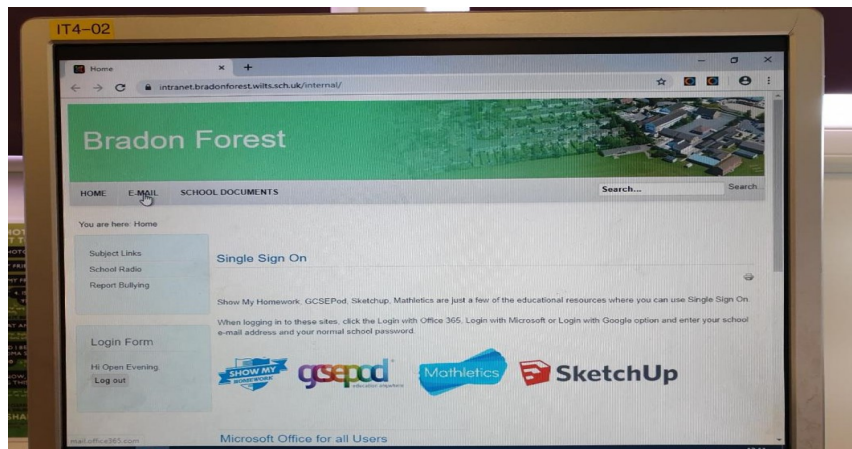 IT4-02
Home
intranet.bradonforest.wilts.sch.uk/internal/
Bradon Forest
HOME E-MAIL SCHOOL DOCUMENTS Search... Search...
You are here: Home
Subject Links
School Radio
Report Bullying
Single Sign On
Show My Homework, GCSEPod, Sketchup, Mathletics are just a few of the educational resources where you can use Single Sign On.
When logging in to these sites, click the Login with Office 365, Login with Microsoft or Login with Google option and enter your school
e-mail address and your normal school password.
Login Form
Hi Open Evening,
Log out
SHOW MY
HOMEWORK
gcsepod
education anywhere
Mathletics
SketchUp
Microsoft Office for all Users
mail.office365.com